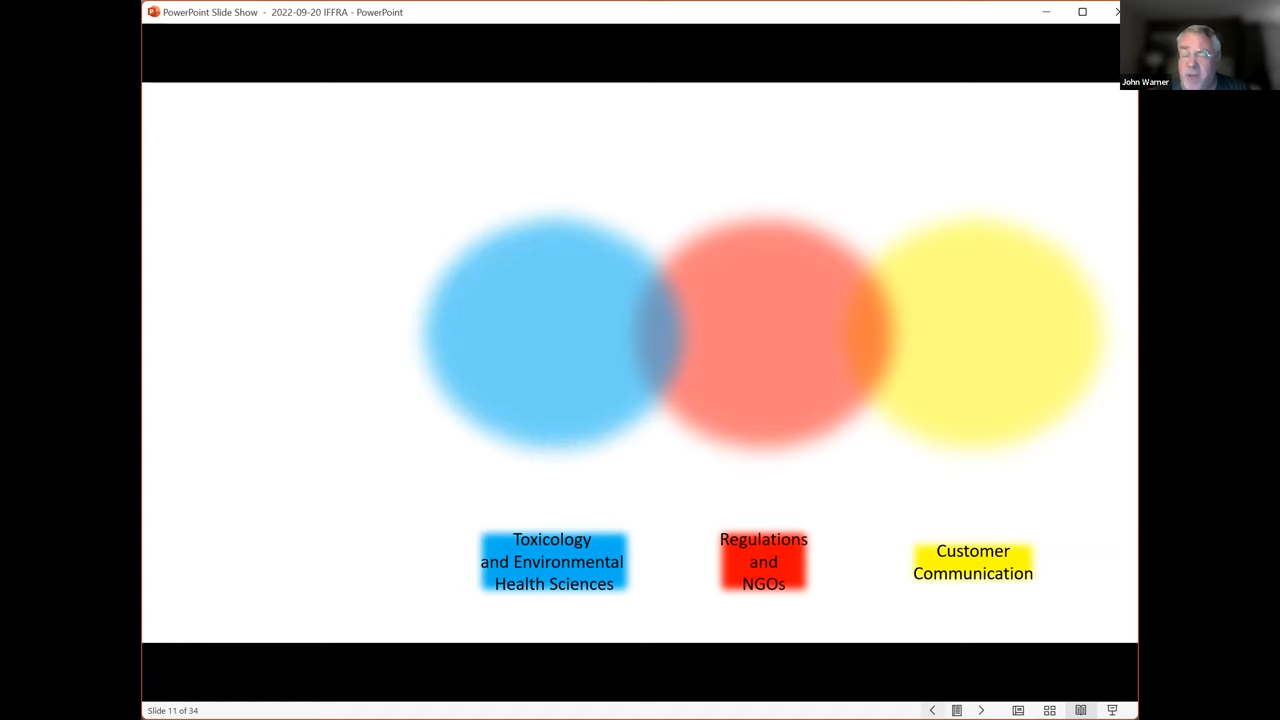 PowerPoint Slide Show - 2022-09-20 IFFRA - PowerPoint
John Warner
Toxicology
and Environmental
Health Sciences
Regulations
and
NGOs
Customer
Communication
Slide 11 of 34